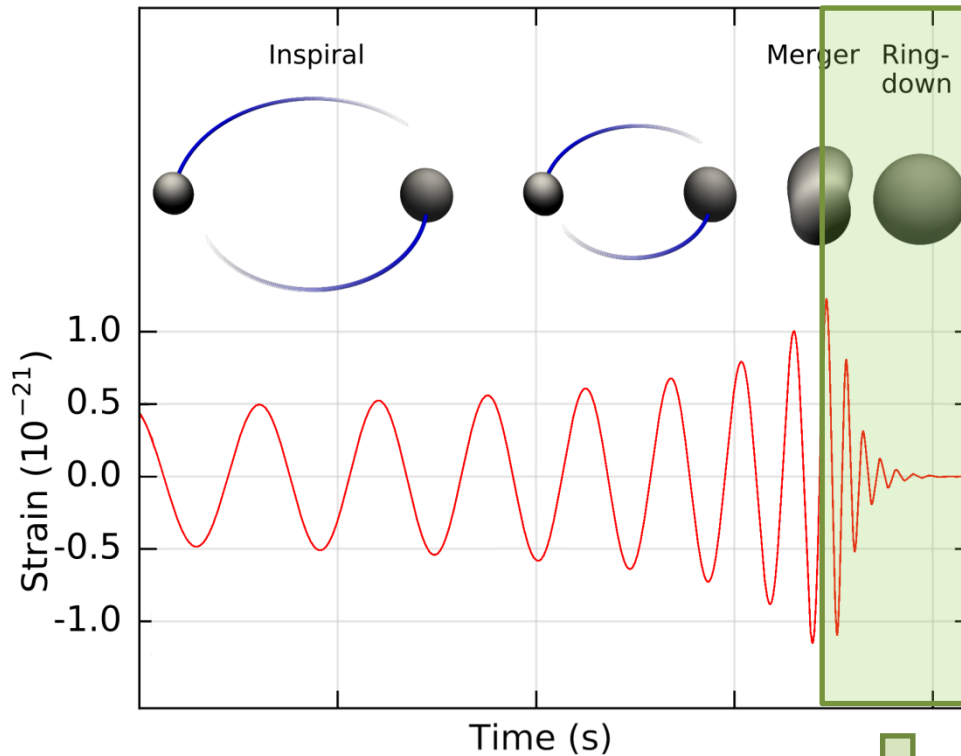 Inspiral
Merger
Ring-
down
1.0
0.5
0.0
-0.5
-1.0
Strain (10⁻²¹)
Time (s)